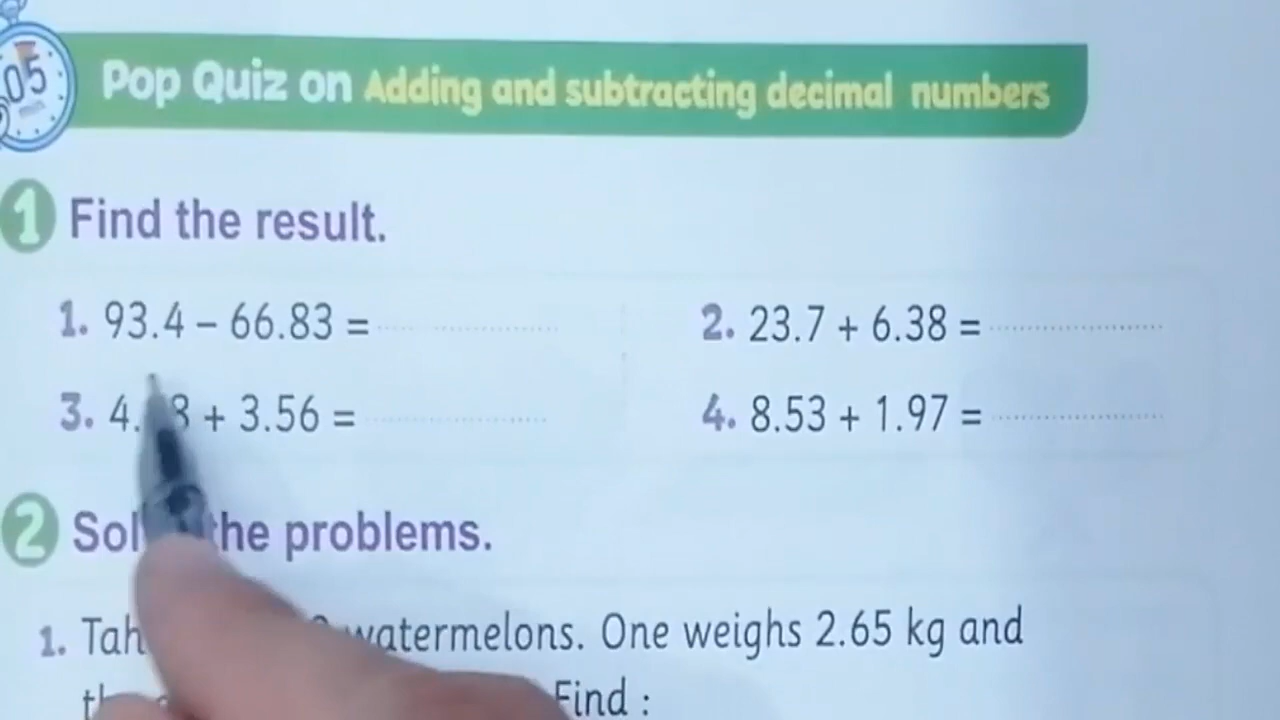 05
Pop Quiz on Adding and subtracting decimal numbers
1 Find the result.
1. 93.4 – 66.83 =
2. 23.7 + 6.38 =
3. + 3.56 =
4. 8.53 + 1.97 =
2 the problems.
1. watermelons. One weighs 2.65 kg and
Find :